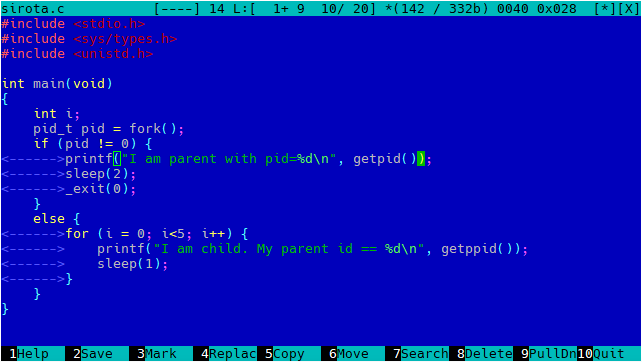 sirota.c           [----] 14 L:[  1+ 9  10/ 20] *(142 / 332b) 0040 0x028  [*][X]
#include <stdio.h>
#include <sys/types.h>
#include <unistd.h>

int main(void)
{
    int i;
    pid_t pid = fork();
    if (pid != 0) {
<------>printf("I am parent with pid=%d\n", getpid());
<------>sleep(2);
<------>_exit(0);
    }
    else {
<------>for (i = 0; i<5; i++) {
<------>    printf("I am child. My parent id == %d\n", getppid());
<------>    sleep(1);
<------>}
    }
}
1Help 2Save 3Mark 4Replac 5Copy 6Move 7Search 8Delete 9PullDn 10Quit